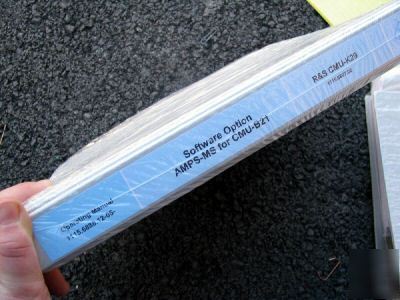 Operating Manual
Software Option
AMPS-MS for CMU-B21
R&S CMU-K29